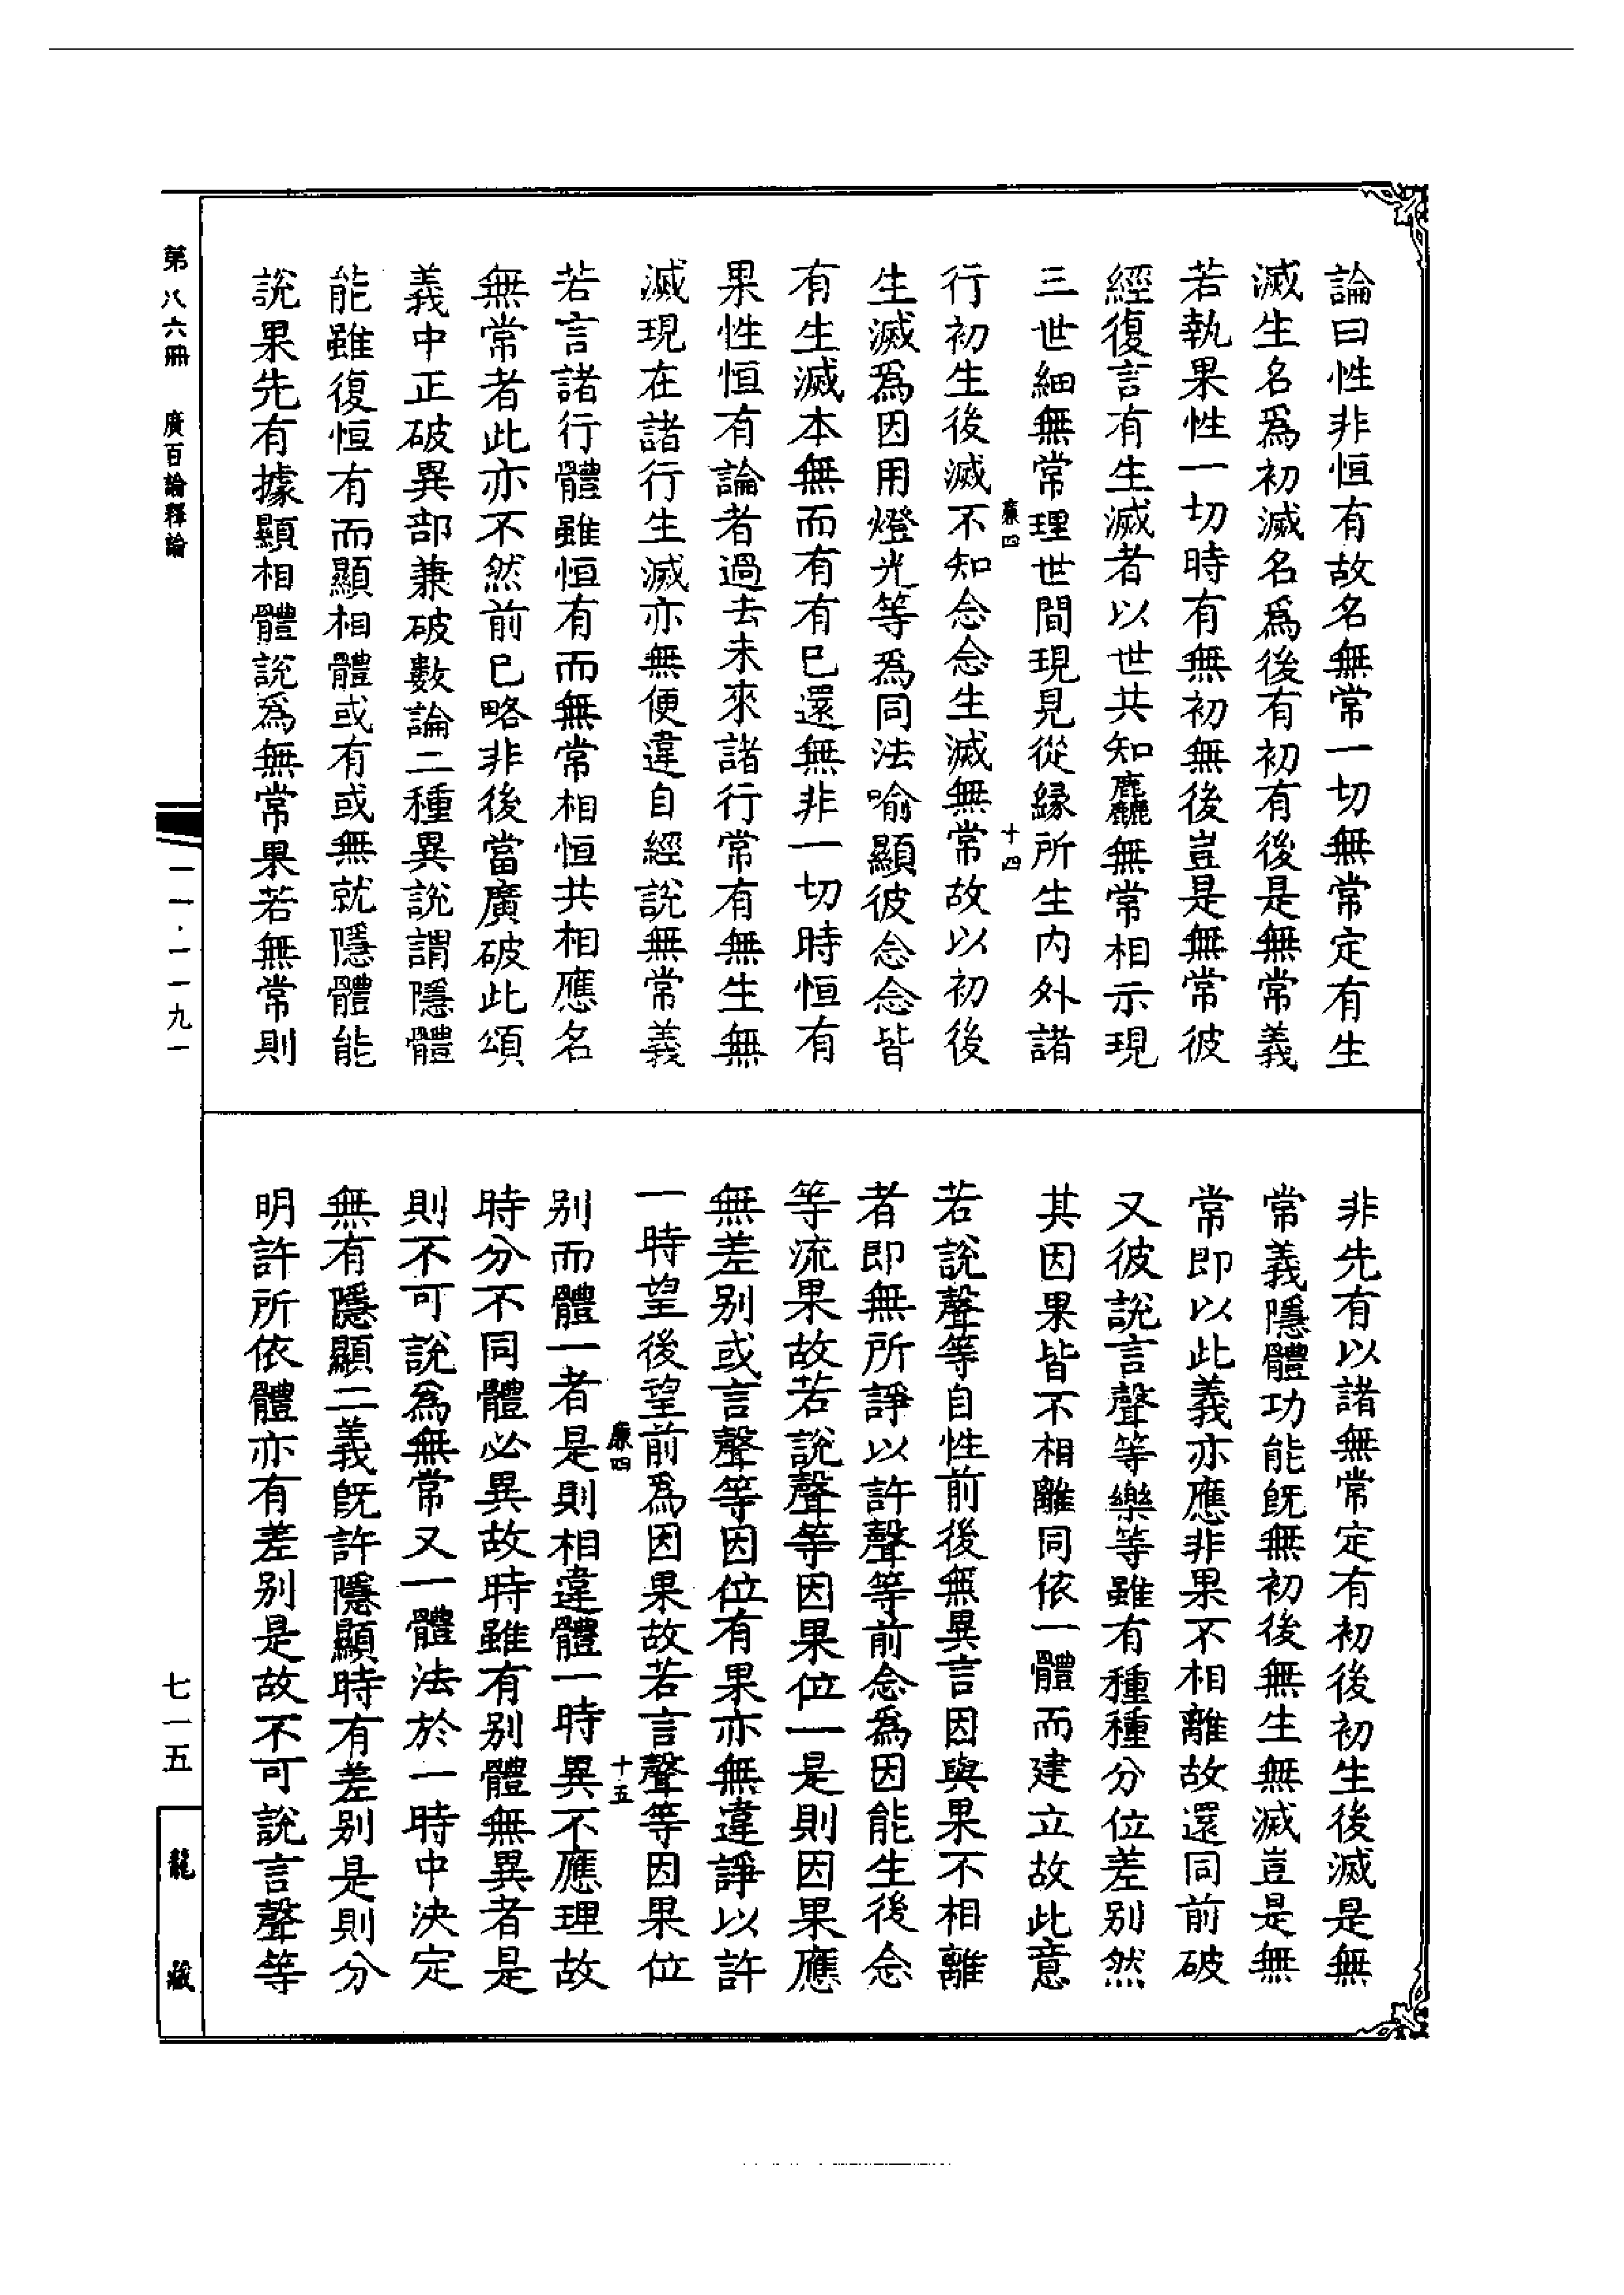 論曰性非恒有故名無常一切無常定有生
滅生名爲初滅名爲後有初有後是無常義
若執果性一切時有無初無後豈是無常彼
經復言有生滅者以世共知麤無常相示現
三世細無常理世間現見從縁所生内外諸
廉四
十四
行初生後滅不知念念生滅無常故以初後
生滅爲因用燈光等爲同法喻顯彼念念皆
有生滅本無而有有已還無非一切時恒有
果性恒有論者過去未來諸行常有無生無
滅現在諸行生滅亦無便違自經說無常義
若言諸行體雖恒有而無常相恒共相應名
無常者此亦不然前已略非後當廣破此頌
義中正破異部兼破數論二種異說謂隱體
能雖復恒有而顯相體或有或無就隱體能
說果先有據顯相體說爲無常果若無常則
非先有以諸無常定有初後初生後滅是無
常義隱體功能旣無初後無生無滅豈是無
常即以此義亦應非果不相離故還同前破
又彼說言聲等樂等雖有種種分位差别然
其因果皆不相離同依一體而建立故此意
若說聲等自性前後無異言因與果不相離
者即無所諍以許聲等前念爲因能生後念
等流果故若說聲等因果位一是則因果應
無差别或言聲等因位有果亦無違諍以許
一時望後望前爲因果故若言聲等因果位
廉四
十五
别而體一者是則相違體一時異不應理故
時分不同體必異故時雖有别體無異者是
則不可說爲無常又一體法於一時中決定
無有隱顯二義旣許隱顯時有差别是則分
明許所依體亦有差别是故不可說言聲等
第八六冊　廣百論釋論
一一·一一九一
七一五
龍藏